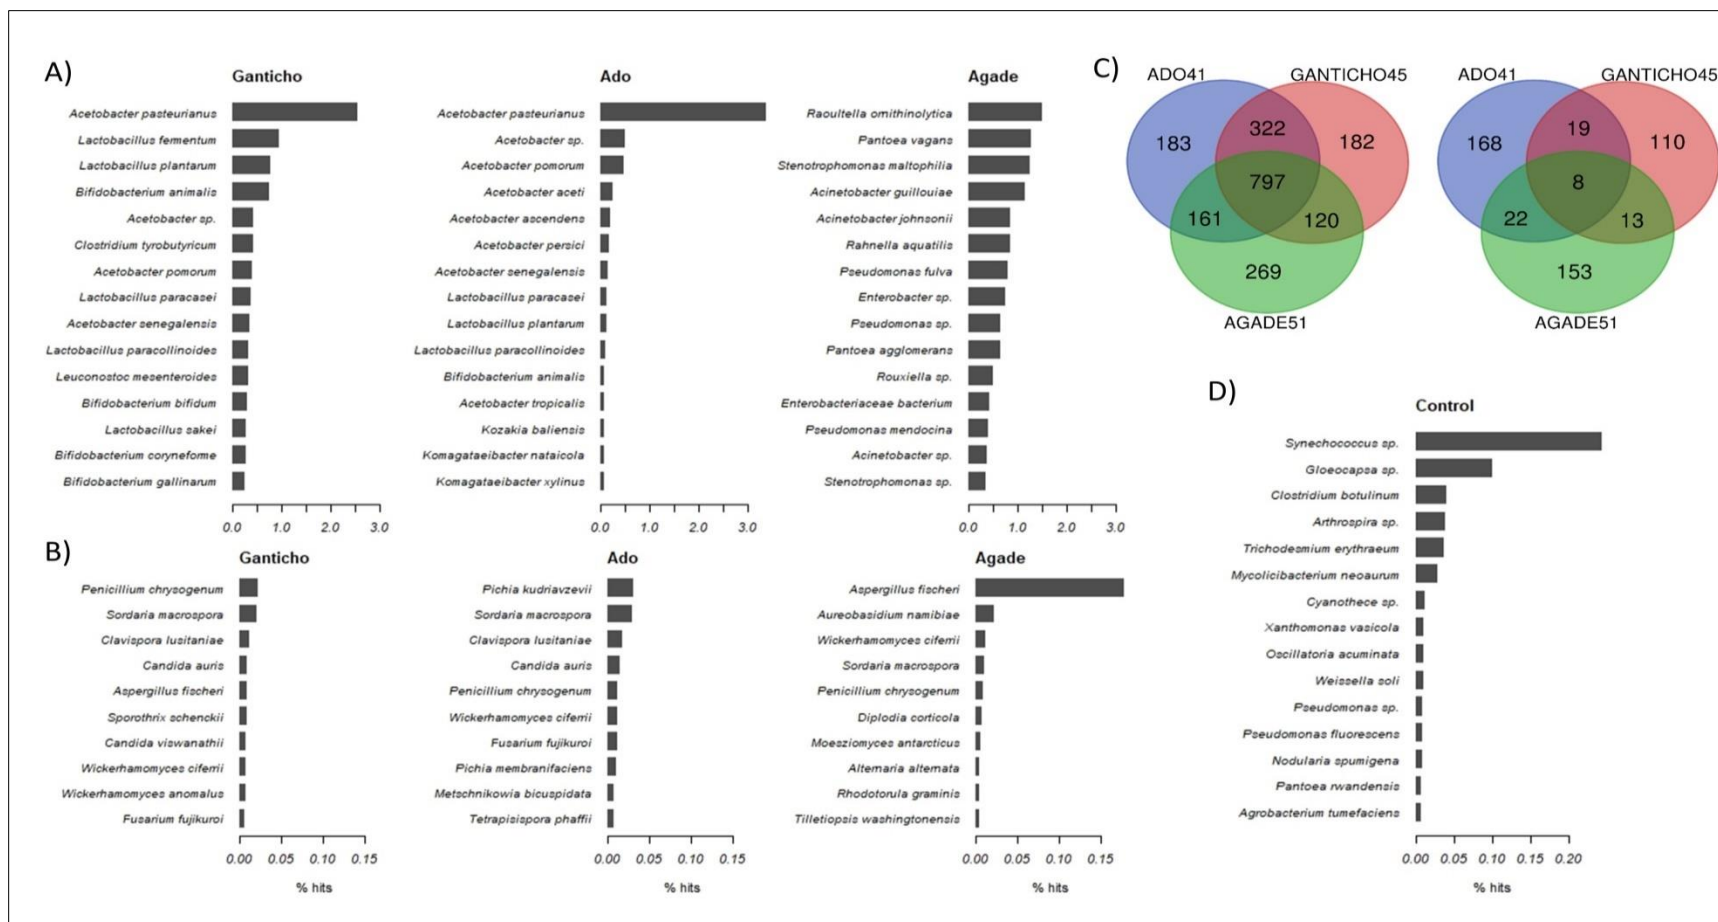 A)
Ganticho
Acetobacter pasteurianus
Lactobacillus fermentum
Lactobacillus plantarum
Bifidobacterium animalis
Acetobacter sp.
Clostridium tyrobutyricum
Acetobacter pomorum
Lactobacillus paracasei
Acetobacter senegalensis
Lactobacillus paracollinoides
Leuconostoc mesenteroides
Bifidobacterium bifidum
Lactobacillus sakei
Bifidobacterium coryneforme
Bifidobacterium gallinarum
0.0 1.0 2.0 3.0
Ado
Acetobacter pasteurianus
Acetobacter sp.
Acetobacter pomorum
Acetobacter aceti
Acetobacter ascendens
Acetobacter persici
Acetobacter senegalensis
Lactobacillus paracasei
Lactobacillus plantarum
Lactobacillus paracollinoides
Bifidobacterium animalis
Acetobacter tropicalis
Kozakia baliensis
Komagataeibacter nataicola
Komagataeibacter xylinus
0.0 1.0 2.0 3.0
Agade
Raoultella ornithinolytica
Pantoea vagans
Stenotrophomonas maltophilia
Acinetobacter guillouiae
Acinetobacter johnsonii
Rahnella aquatilis
Pseudomonas fulva
Enterobacter sp.
Pseudomonas sp.
Pantoea agglomerans
Rouxiella sp.
Enterobacteriaceae bacterium
Pseudomonas mendocina
Acinetobacter sp.
Stenotrophomonas sp.
0.0 1.0 2.0 3.0
B)
Ganticho
Penicillium chrysogenum
Sordaria macrospora
Clavispora lusitaniae
Candida auris
Aspergillus fischeri
Sporothrix schenckii
Candida viswanathii
Wickerhamomyces ciferrii
Wickerhamomyces anomalus
Fusarium fujikuroi
0.00 0.05 0.10 0.15
% hits
Ado
Pichia kudriavzevii
Sordaria macrospora
Clavispora lusitaniae
Candida auris
Penicillium chrysogenum
Wickerhamomyces ciferrii
Fusarium fujikuroi
Pichia membranifaciens
Metschnikowia bicuspidata
Tetrapisispora phaffii
0.00 0.05 0.10 0.15
% hits
Agade
Aspergillus fischeri
Aureobasidium namibiae
Wickerhamomyces ciferrii
Sordaria macrospora
Penicillium chrysogenum
Diplodia corticola
Moesziomyces antarcticus
Alternaria alternata
Rhodotorula graminis
Tilletiopsis washingtonensis
0.00 0.05 0.10 0.15
% hits
C)
ADO41 GANTICHO45
183 322 182
797
161 120
269
AGADE51
ADO41 GANTICHO45
168 19 110
8
22 13
153
AGADE51
D)
Control
Synechococcus sp.
Gloeocapsa sp.
Clostridium botulinum
Arthrospira sp.
Trichodesmium erythraeum
Mycolicibacterium neoaurum
Cyanothece sp.
Xanthomonas vasicola
Oscillatoria acuminata
Weissella soli
Pseudomonas sp.
Pseudomonas fluorescens
Nodularia spumigena
Pantoea rwandensis
Agrobacterium tumefaciens
0.00 0.05 0.10 0.15 0.20
% hits